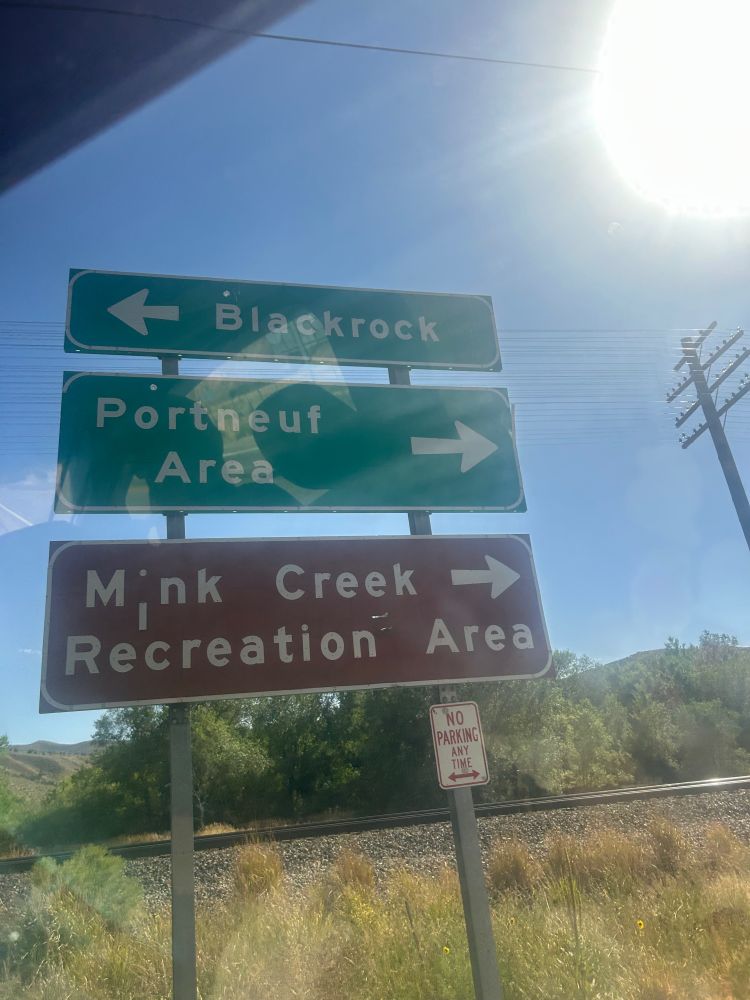 Blackrock
Portneuf
Area
Mink Creek
Recreation Area
NO
PARKING
ANY
TIME